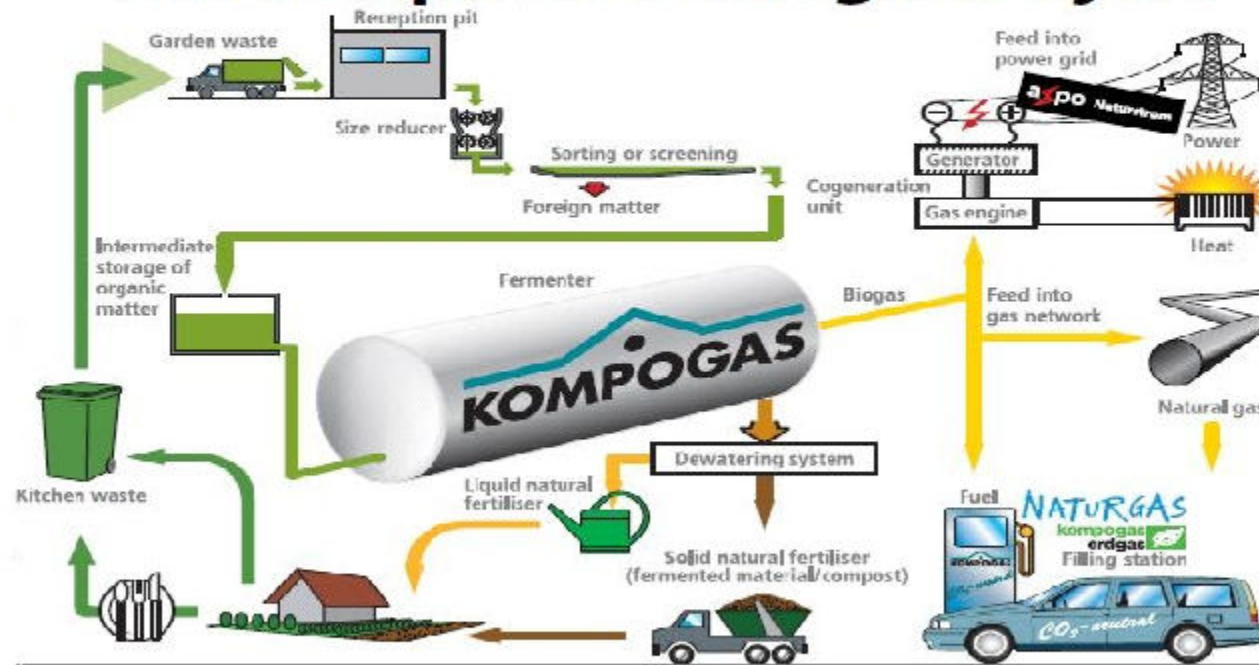 Reception pit
Garden waste
Size reducer
Sorting or screening
Foreign matter
Feed into
power grid
axpo Naturstrom
Power
Generator
Cogeneration
unit
Gas engine
Heat
Intermediate
storage of
organic
matter
Fermenter
KOMPOGAS
Biogas
Feed into
gas network
Natural gas
Kitchen waste
Dewatering system
Liquid natural
fertiliser
Solid natural fertiliser
(fermented material/compost)
Fuel
NATURGAS
kompogas
erdgas
Filling station
KOMPOGAS
CO₂-neutral